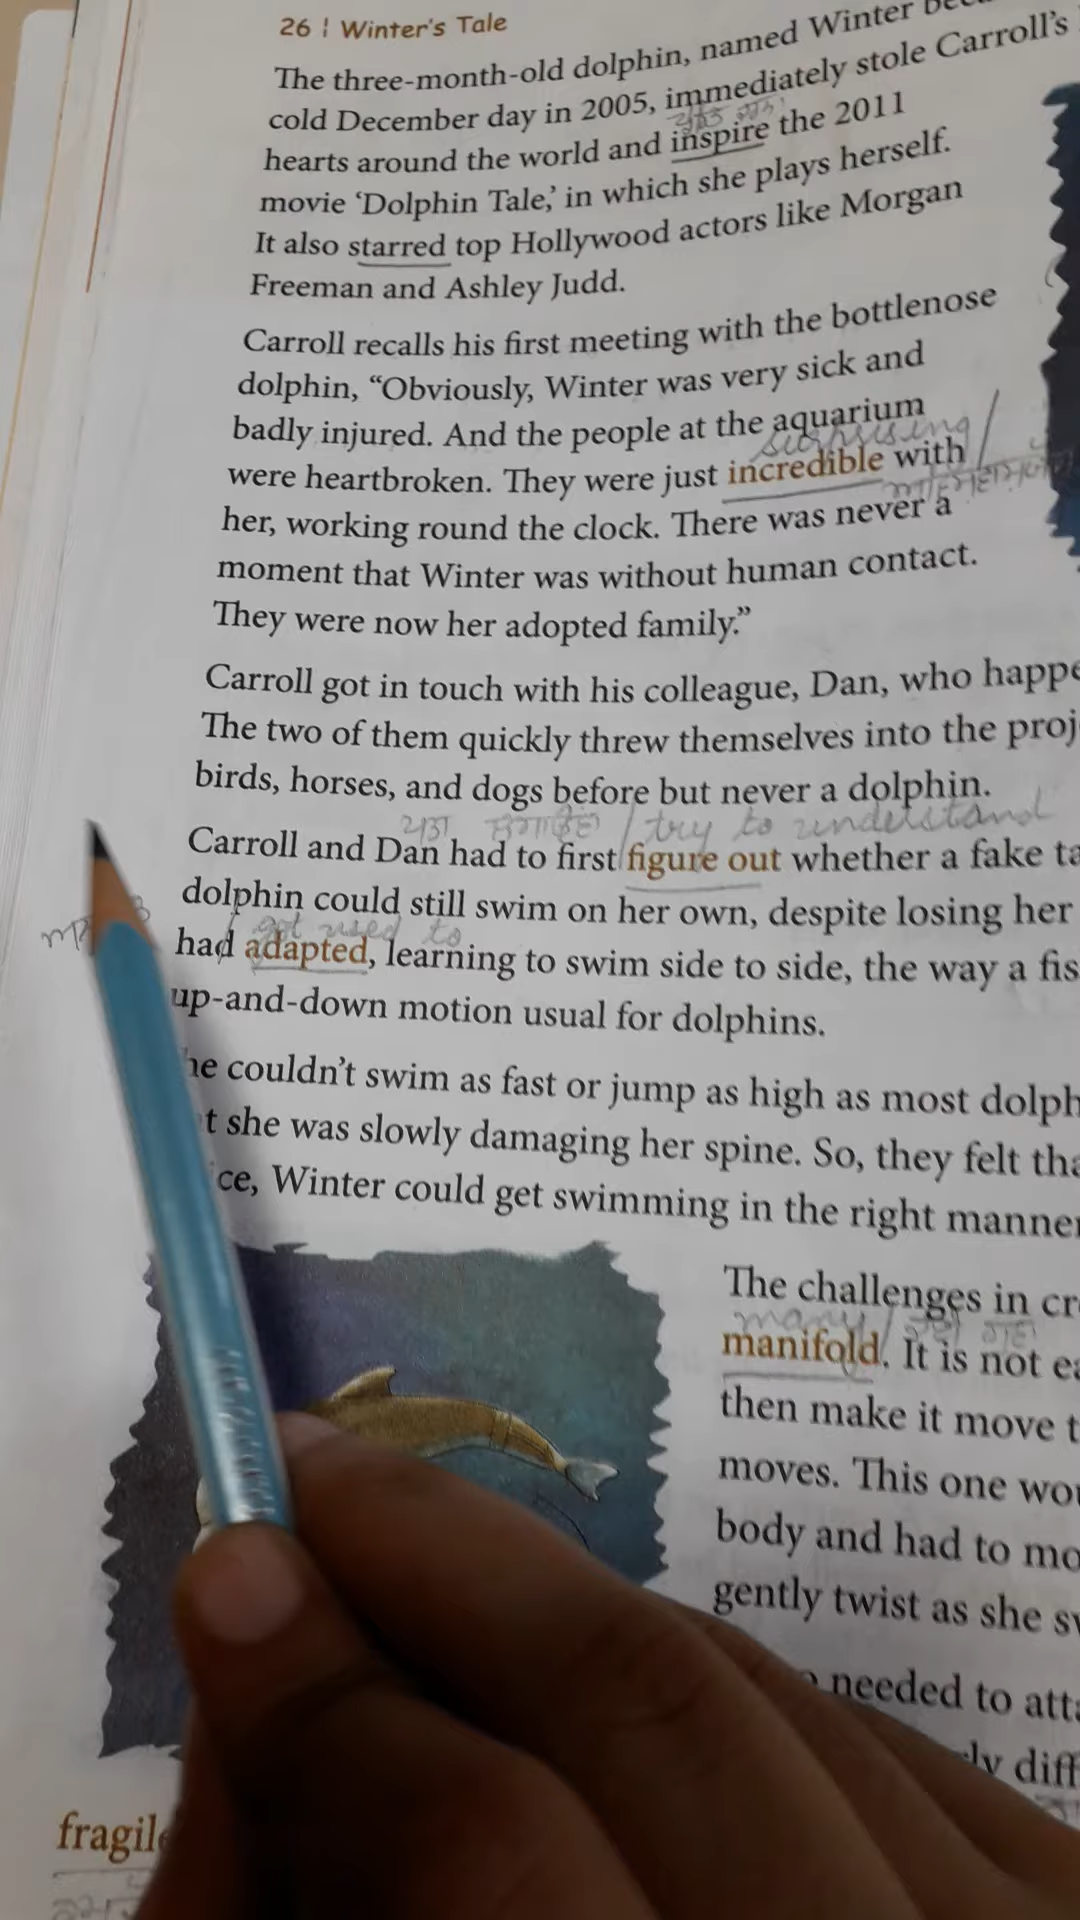 26 ¦ Winter's Tale
The three-month-old dolphin, named Winter
cold December day in 2005, immediately stole Carroll's
hearts around the world and inspire the 2011
movie ‘Dolphin Tale,’ in which she plays herself.
It also starred top Hollywood actors like Morgan
Freeman and Ashley Judd.
Carroll recalls his first meeting with the bottlenose
dolphin, “Obviously, Winter was very sick and
badly injured. And the people at the aquarium
surprising/
were heartbroken. They were just incredible with
her, working round the clock. There was never a
moment that Winter was without human contact.
They were now her adopted family.”
Carroll got in touch with his colleague, Dan, who happe
The two of them quickly threw themselves into the proj
birds, horses, and dogs before but never a dolphin.
/try to understand
Carroll and Dan had to first figure out whether a fake ta
dolphin could still swim on her own, despite losing her
got used to
had adapted, learning to swim side to side, the way a fis
up-and-down motion usual for dolphins.
he couldn't swim as fast or jump as high as most dolph
t she was slowly damaging her spine. So, they felt tha
ce, Winter could get swimming in the right manner
The challenges in cr
many/
manifold. It is not ea
then make it move t
moves. This one wou
body and had to mo
gently twist as she sw
needed to atta
ly diff
fragile